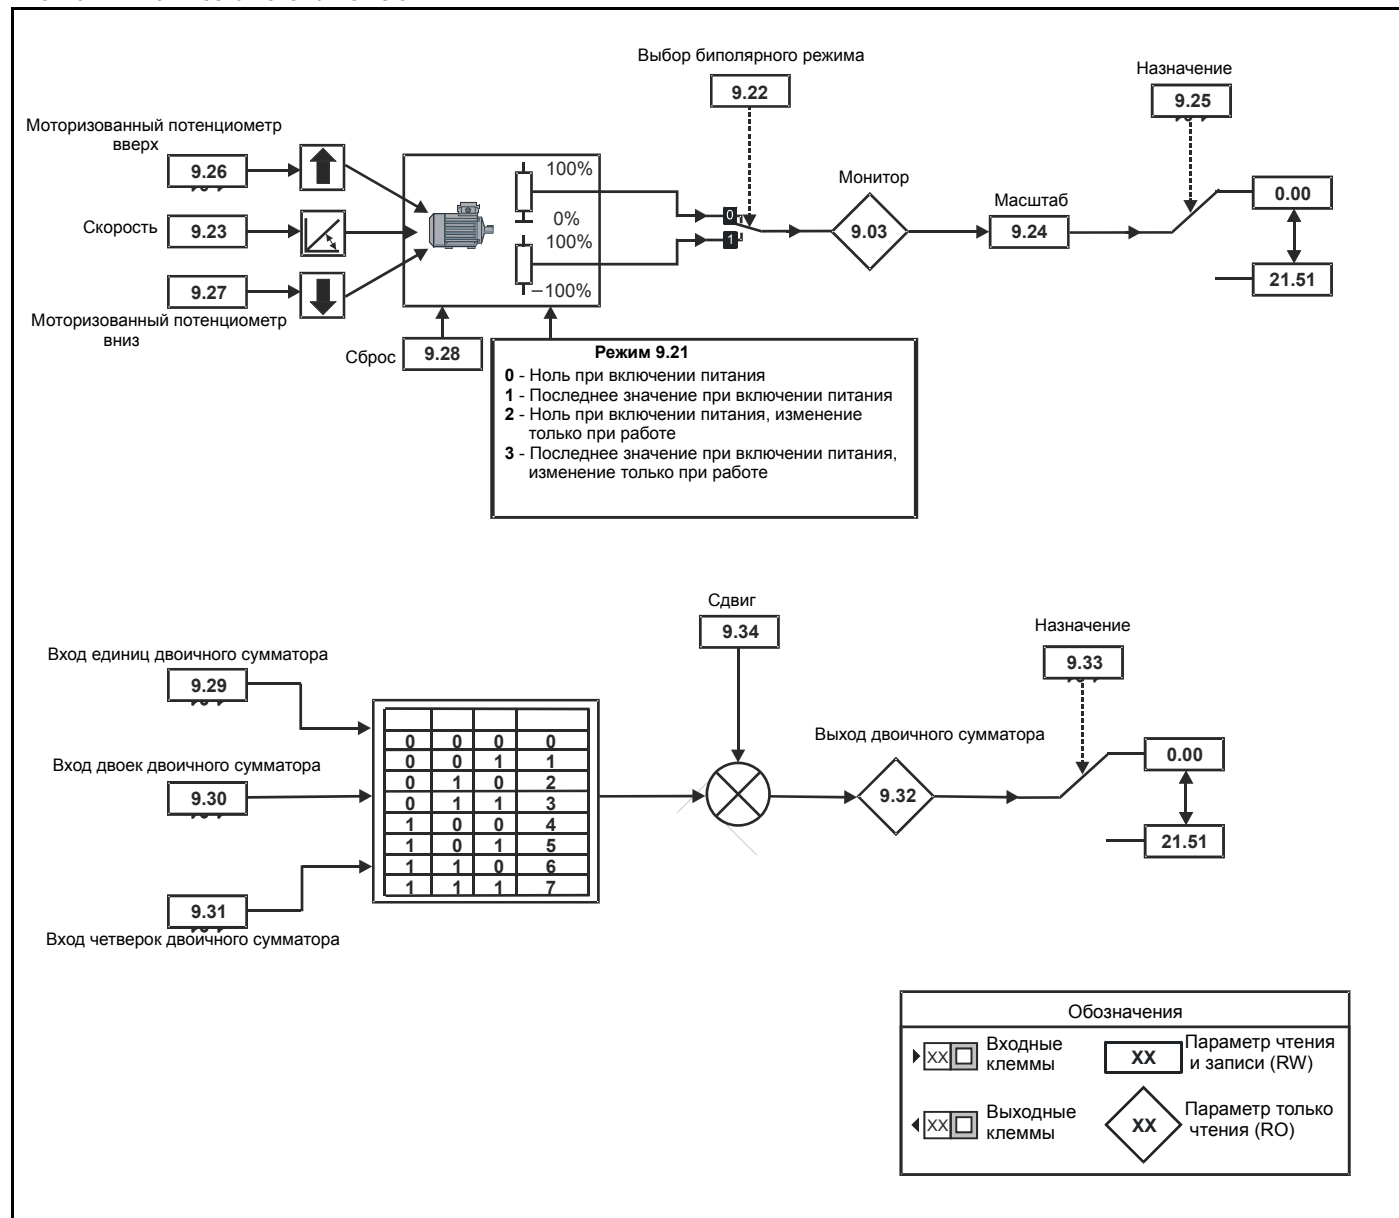 Выбор биполярного режима
9.22
Назначение
9.25
Моторизованный потенциометр
вверх
9.26
Скорость
9.23
9.27
Моторизованный потенциометр
вниз
100%
0%
100%
–100%
0
1
Монитор
9.03
Масштаб
9.24
0.00
21.51
Сброс
9.28
Режим 9.21
0 - Ноль при включении питания
1 - Последнее значение при включении питания
2 - Ноль при включении питания, изменение
только при работе
3 - Последнее значение при включении питания,
изменение только при работе
Сдвиг
9.34
Назначение
9.33
Вход единиц двоичного сумматора
9.29
Вход двоек двоичного сумматора
9.30
9.31
Вход четверок двоичного сумматора
0 0 0 0
0 0 1 1
0 1 0 2
0 1 1 3
1 0 0 4
1 0 1 5
1 1 0 6
1 1 1 7
Выход двоичного сумматора
9.32
0.00
21.51
Обозначения
XX
Входные
клеммы
XX
Параметр чтения
и записи (RW)
XX
Выходные
клеммы
XX
Параметр только
чтения (RO)